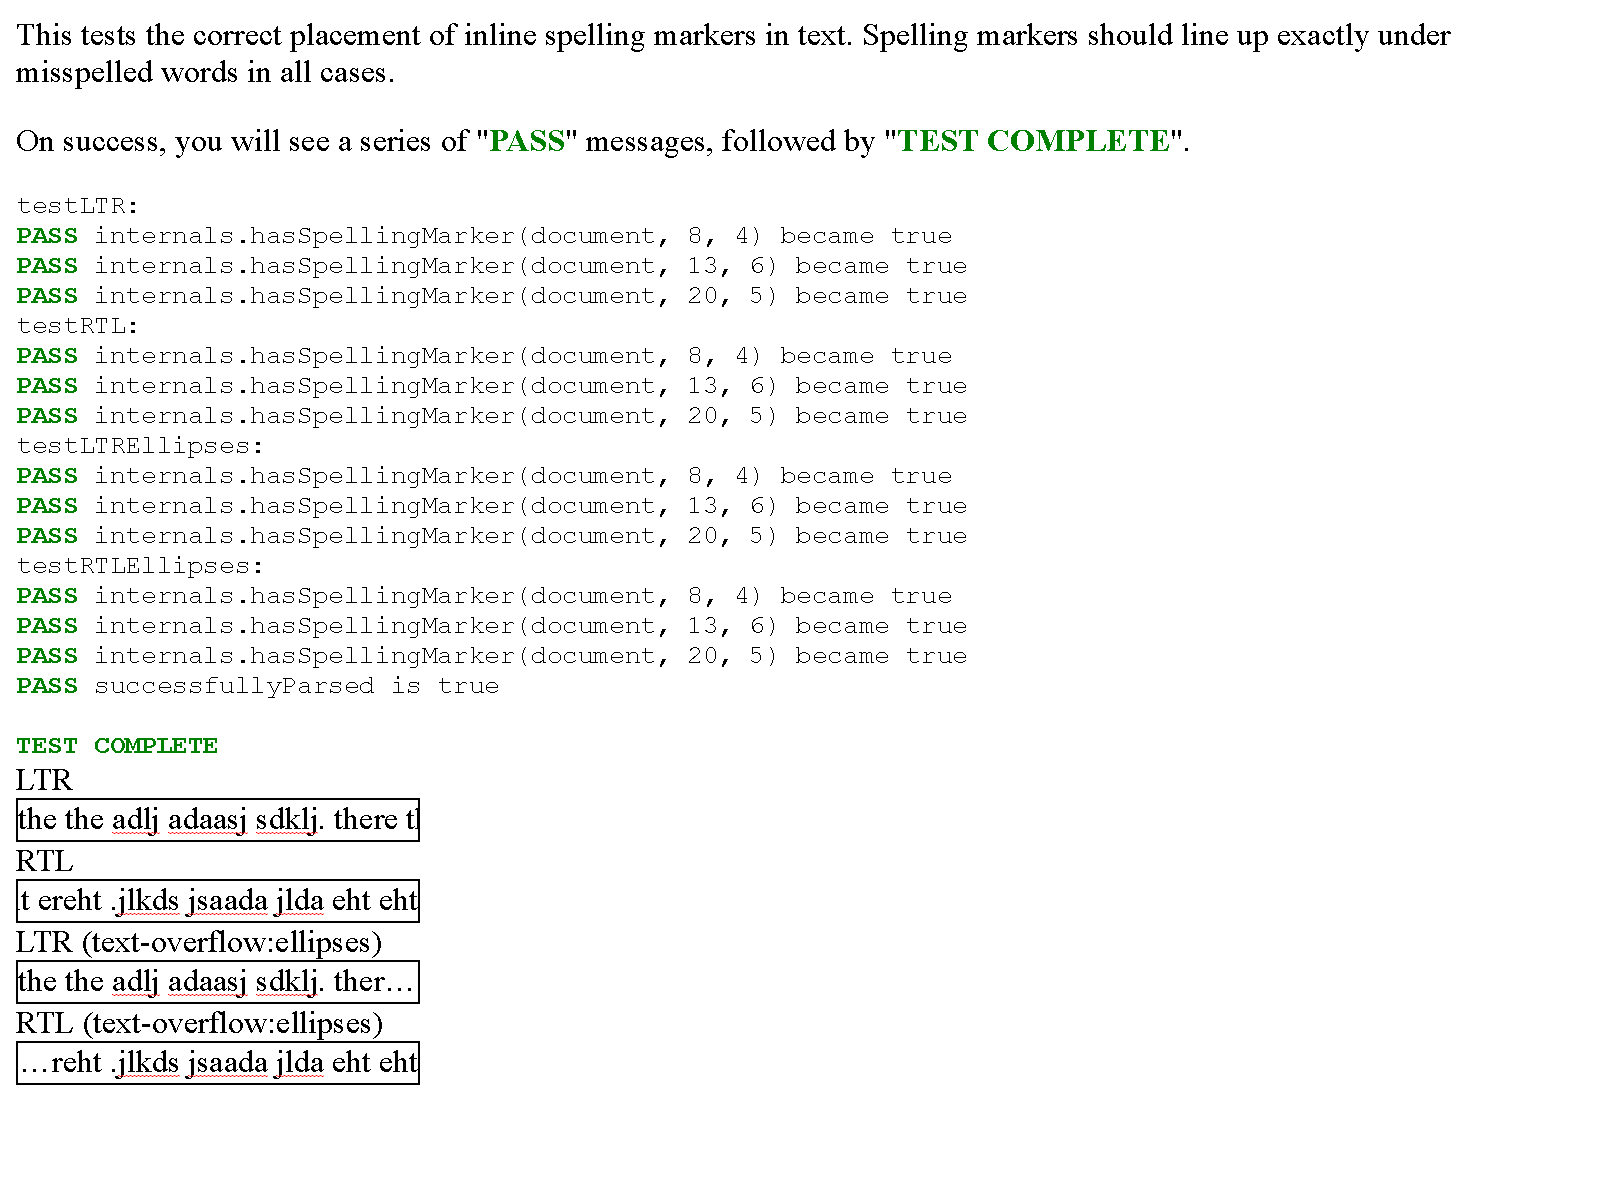 This tests the correct placement of inline spelling markers in text. Spelling markers should line up exactly under
misspelled words in all cases.
On success, you will see a series of "PASS" messages, followed by "TEST COMPLETE".
testLTR:
PASS internals.hasSpellingMarker(document, 8, 4) became true
PASS internals.hasSpellingMarker(document, 13, 6) became true
PASS internals.hasSpellingMarker(document, 20, 5) became true
testRTL:
PASS internals.hasSpellingMarker(document, 8, 4) became true
PASS internals.hasSpellingMarker(document, 13, 6) became true
PASS internals.hasSpellingMarker(document, 20, 5) became true
testLTREllipses:
PASS internals.hasSpellingMarker(document, 8, 4) became true
PASS internals.hasSpellingMarker(document, 13, 6) became true
PASS internals.hasSpellingMarker(document, 20, 5) became true
testRTLEllipses:
PASS internals.hasSpellingMarker(document, 8, 4) became true
PASS internals.hasSpellingMarker(document, 13, 6) became true
PASS internals.hasSpellingMarker(document, 20, 5) became true
PASS successfullyParsed is true
TEST COMPLETE
LTR
the the adlj adaasj sdklj. there
RTL
t ereht .jlkds jsaada jlda eht eht
LTR (text-overflow:ellipses)
the the adlj adaasj sdklj. ther…
RTL (text-overflow:ellipses)
…reht .jlkds jsaada jlda eht eht